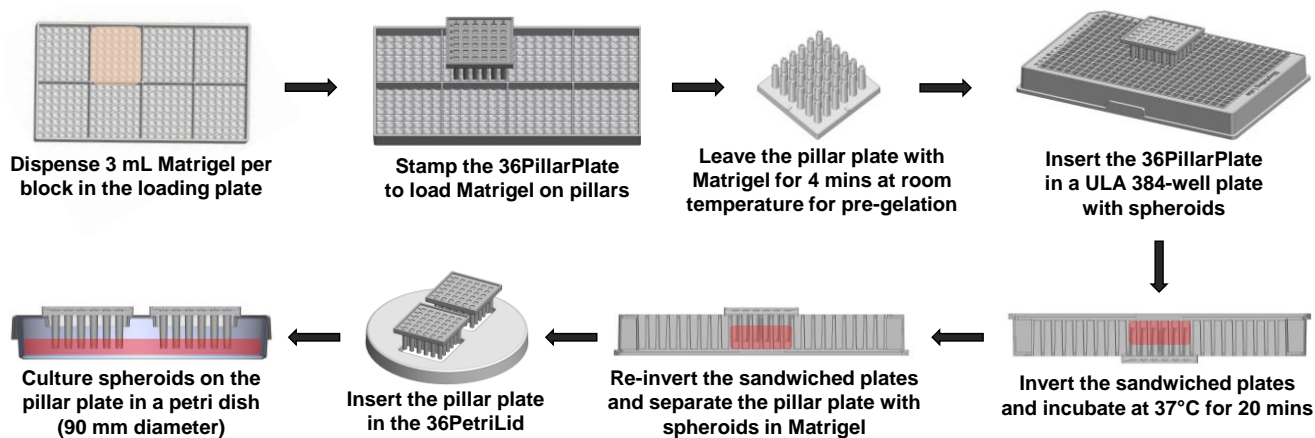 Dispense 3 mL Matrigel per
block in the loading plate
Stamp the 36PillarPlate
to load Matrigel on pillars
Leave the pillar plate with
Matrigel for 4 mins at room
temperature for pre-gelation
Insert the 36PillarPlate
in a ULA 384-well plate
with spheroids
Invert the sandwiched plates
and incubate at 37°C for 20 mins
Re-invert the sandwiched plates
and separate the pillar plate with
spheroids in Matrigel
Insert the pillar plate
in the 36PetriLid
Culture spheroids on the
pillar plate in a petri dish
(90 mm diameter)